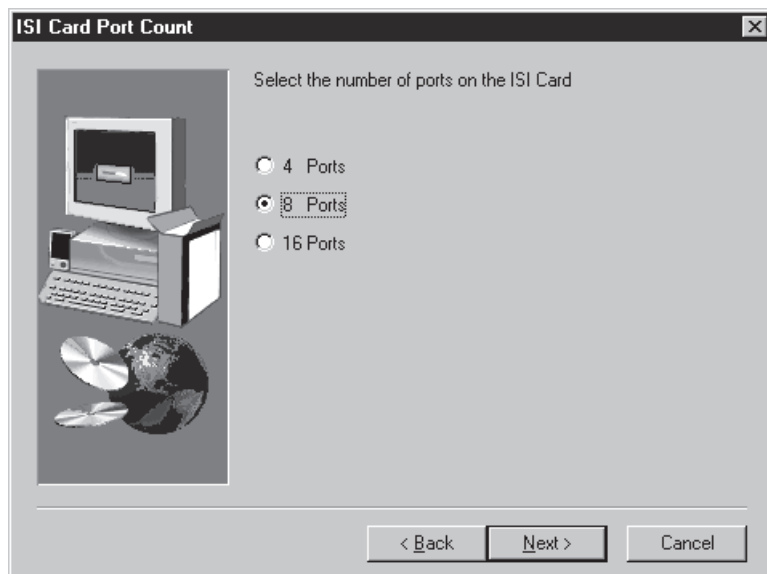 ISI Card Port Count
Select the number of ports on the ISI Card
4 Ports
8 Ports
16 Ports
< Back
Next >
Cancel